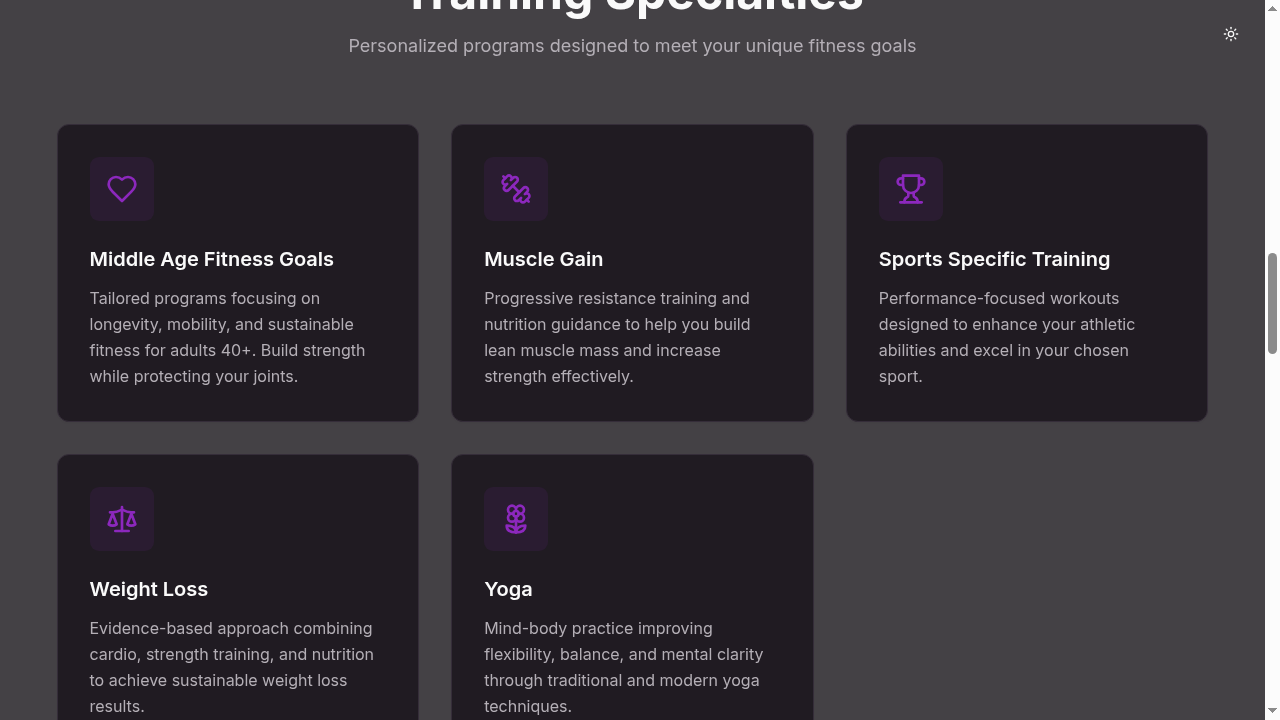 Training Specialties
Personalized programs designed to meet your unique fitness goals
Middle Age Fitness Goals
Tailored programs focusing on
longevity, mobility, and sustainable
fitness for adults 40+. Build strength
while protecting your joints.
Muscle Gain
Progressive resistance training and
nutrition guidance to help you build
lean muscle mass and increase
strength effectively.
Sports Specific Training
Performance-focused workouts
designed to enhance your athletic
abilities and excel in your chosen
sport.
Weight Loss
Evidence-based approach combining
cardio, strength training, and nutrition
to achieve sustainable weight loss
results.
Yoga
Mind-body practice improving
flexibility, balance, and mental clarity
through traditional and modern yoga
techniques.